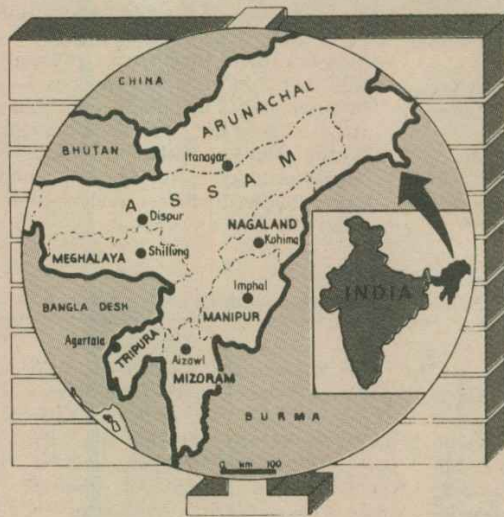 CHINA
ARUNACHAL
BHUTAN
Itanagar
ASSAM
Dispur
NAGALAND
Kohima
MEGHALAYA
Shillong
INDIA
BANGLA DESH
Imphal
MANIPUR
Agartala
TRIPURA
Aizawl
MIZORAM
BURMA
0 km 100